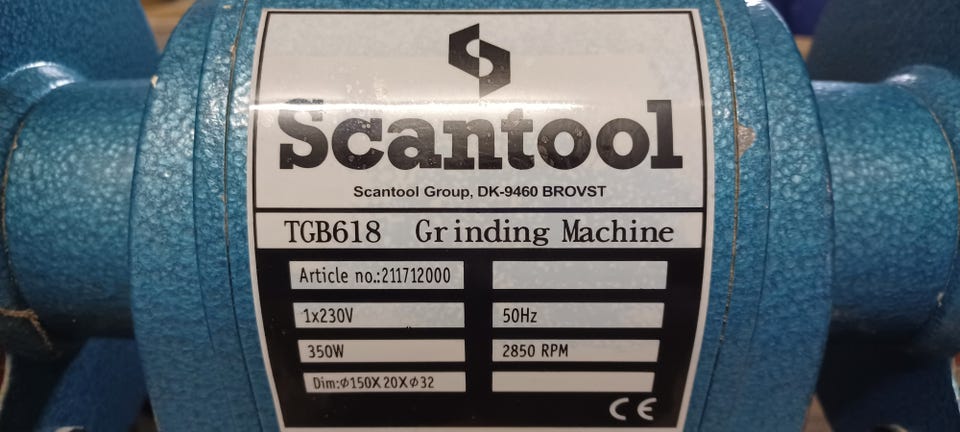 Scantool
Scantool Group, DK-9460 BROVST
TGB618 Grinding Machine
Article no.:211712000
1x230V 50Hz
350W 2850 RPM
Dim:Φ150X20XΦ32
CE